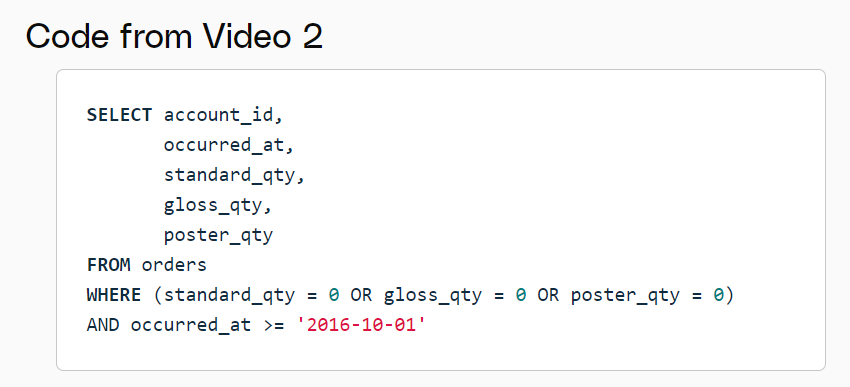 Code from Video 2
SELECT account_id,
       occurred_at,
       standard_qty,
       gloss_qty,
       poster_qty
FROM orders
WHERE (standard_qty = 0 OR gloss_qty = 0 OR poster_qty = 0)
AND occurred_at >= '2016-10-01'